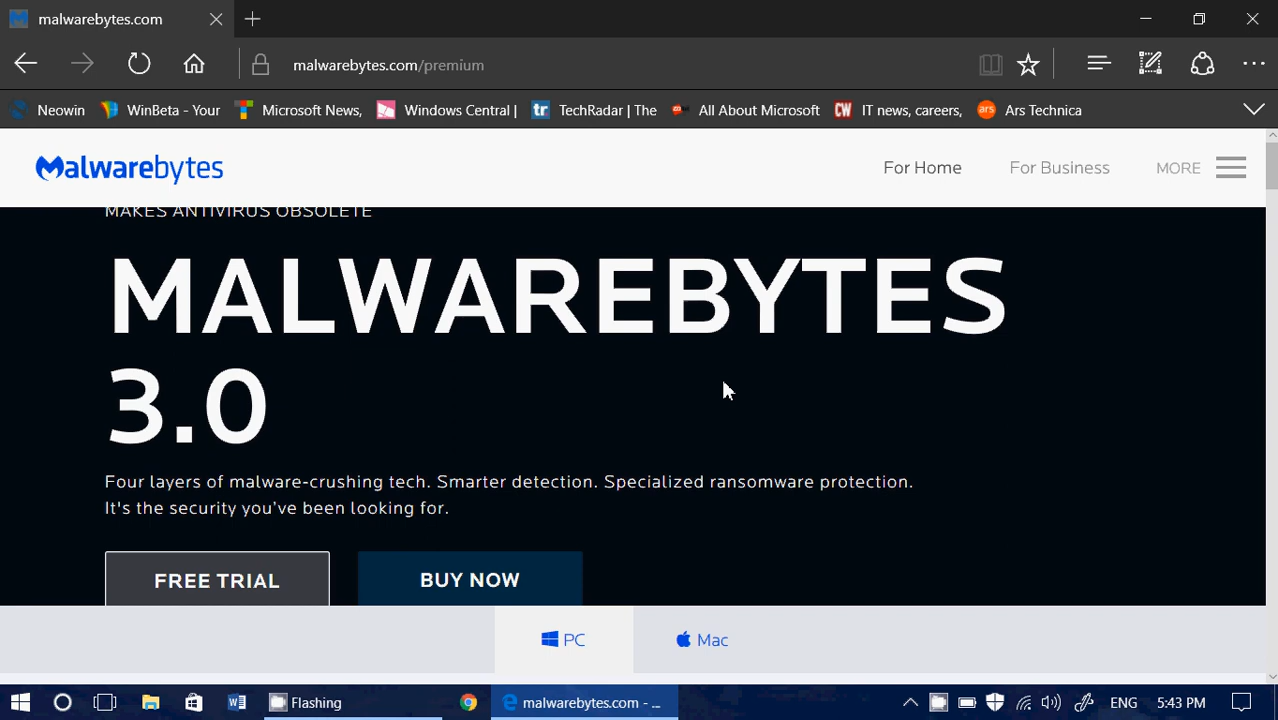 malwarebytes.com
malwarebytes.com/premium
Neowin WinBeta - Your Microsoft News, Windows Central | TechRadar | The All About Microsoft IT news, careers, Ars Technica
Malwarebytes For Home For Business MORE
MAKES ANTIVIRUS OBSOLETE
MALWAREBYTES
3.0
Four layers of malware-crushing tech. Smarter detection. Specialized ransomware protection.
It's the security you've been looking for.
FREE TRIAL BUY NOW
PC Mac
Flashing malwarebytes.com - ... ENG 5:43 PM